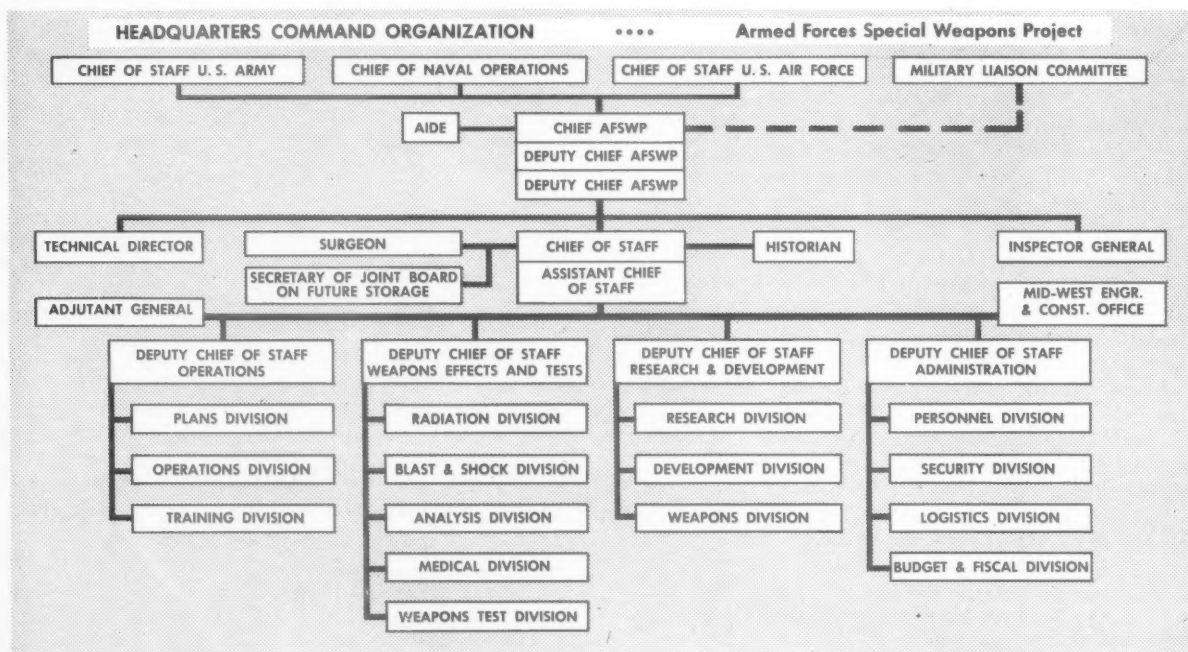 HEADQUARTERS COMMAND ORGANIZATION •••• Armed Forces Special Weapons Project
CHIEF OF STAFF U. S. ARMY
CHIEF OF NAVAL OPERATIONS
CHIEF OF STAFF U. S. AIR FORCE
MILITARY LIAISON COMMITTEE
AIDE
CHIEF AFSWP
DEPUTY CHIEF AFSWP
DEPUTY CHIEF AFSWP
TECHNICAL DIRECTOR
SURGEON
CHIEF OF STAFF
HISTORIAN
INSPECTOR GENERAL
SECRETARY OF JOINT BOARD
ON FUTURE STORAGE
ASSISTANT CHIEF
OF STAFF
ADJUTANT GENERAL
MID-WEST ENGR.
& CONST. OFFICE
DEPUTY CHIEF OF STAFF
OPERATIONS
PLANS DIVISION
OPERATIONS DIVISION
TRAINING DIVISION
DEPUTY CHIEF OF STAFF
WEAPONS EFFECTS AND TESTS
RADIATION DIVISION
BLAST & SHOCK DIVISION
ANALYSIS DIVISION
MEDICAL DIVISION
WEAPONS TEST DIVISION
DEPUTY CHIEF OF STAFF
RESEARCH & DEVELOPMENT
RESEARCH DIVISION
DEVELOPMENT DIVISION
WEAPONS DIVISION
DEPUTY CHIEF OF STAFF
ADMINISTRATION
PERSONNEL DIVISION
SECURITY DIVISION
LOGISTICS DIVISION
BUDGET & FISCAL DIVISION